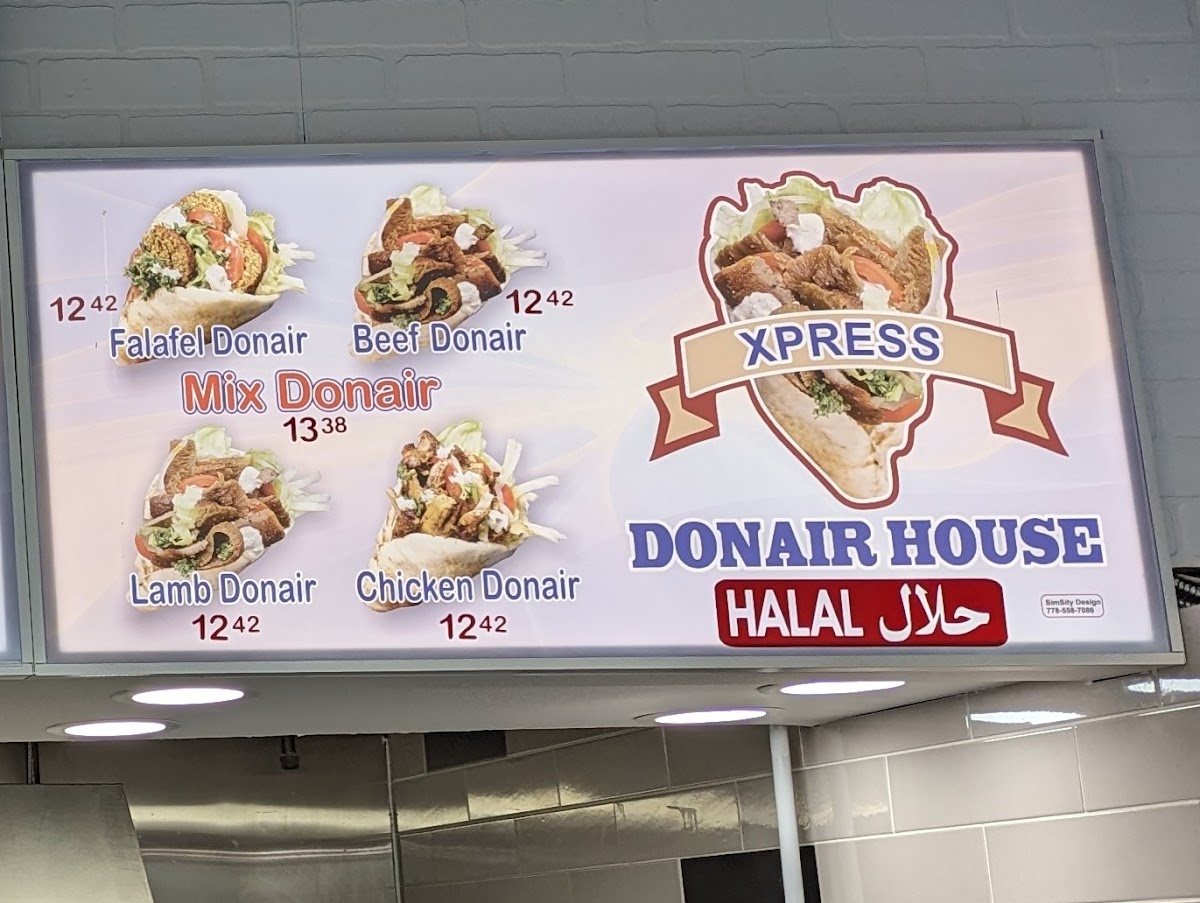 12 42
Falafel Donair
Beef Donair
12 42
Mix Donair
13 38
Lamb Donair
12 42
Chicken Donair
12 42
XPRESS
DONAIR HOUSE
HALAL حلال
SimSity Design
778-558-7088